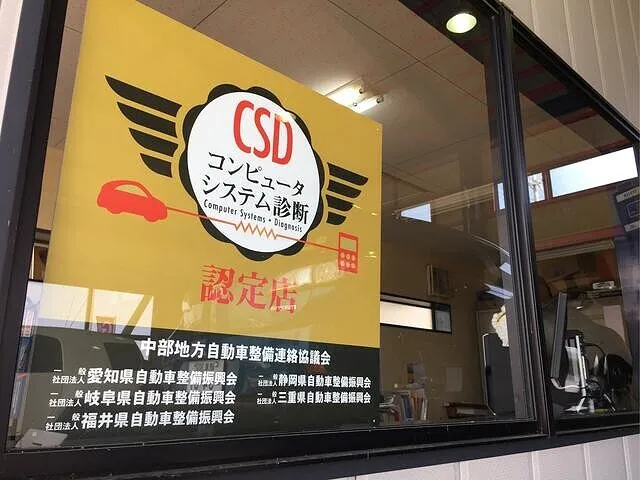 CSD
コンピュータ
システム診断
Computer Systems・Diagnosis
認定店
中部地方自動車整備連絡協議会
一般社団法人 愛知県自動車整備振興会
一般社団法人 静岡県自動車整備振興会
一般社団法人 岐阜県自動車整備振興会
一般社団法人 三重県自動車整備振興会
一般社団法人 福井県自動車整備振興会